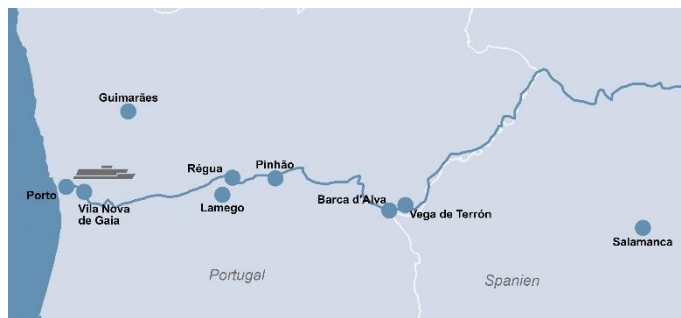 Guimarães
Régua
Pinhão
Porto
Vila Nova
de Gaia
Lamego
Barca d'Alva
Vega de Terrón
Salamanca
Portugal
Spanien